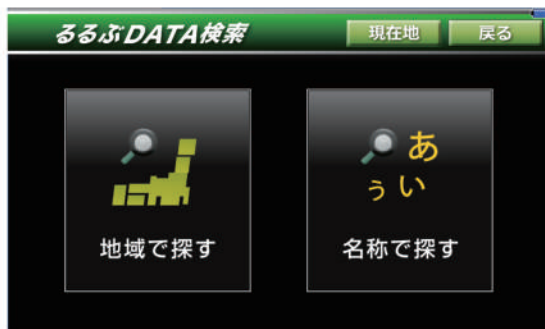 るるぶDATA検索
現在地
戻る
あ
ぅ
い
地域で探す
名称で探す